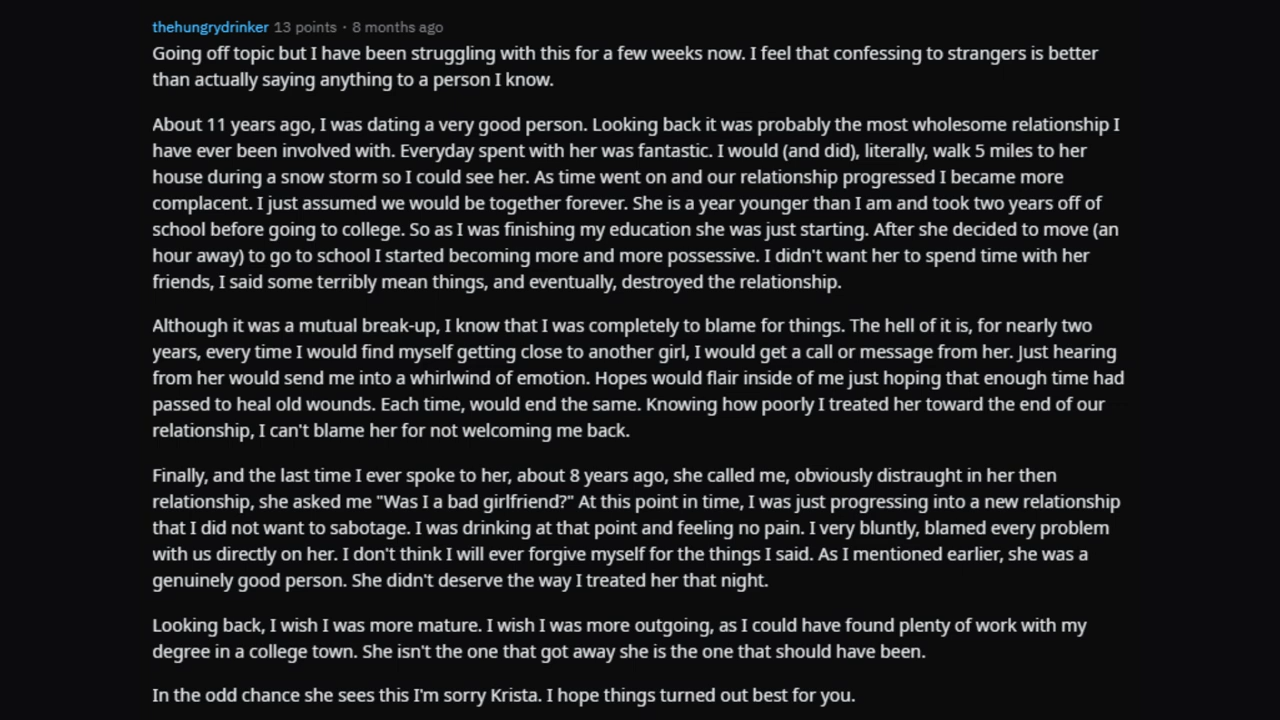 thehungrydrinker 13 points · 8 months ago
Going off topic but I have been struggling with this for a few weeks now. I feel that confessing to strangers is better
than actually saying anything to a person I know.
About 11 years ago, I was dating a very good person. Looking back it was probably the most wholesome relationship I
have ever been involved with. Everyday spent with her was fantastic. I would (and did), literally, walk 5 miles to her
house during a snow storm so I could see her. As time went on and our relationship progressed I became more
complacent. I just assumed we would be together forever. She is a year younger than I am and took two years off of
school before going to college. So as I was finishing my education she was just starting. After she decided to move (an
hour away) to go to school I started becoming more and more possessive. I didn't want her to spend time with her
friends, I said some terribly mean things, and eventually, destroyed the relationship.
Although it was a mutual break-up, I know that I was completely to blame for things. The hell of it is, for nearly two
years, every time I would find myself getting close to another girl, I would get a call or message from her. Just hearing
from her would send me into a whirlwind of emotion. Hopes would flair inside of me just hoping that enough time had
passed to heal old wounds. Each time, would end the same. Knowing how poorly I treated her toward the end of our
relationship, I can't blame her for not welcoming me back.
Finally, and the last time I ever spoke to her, about 8 years ago, she called me, obviously distraught in her then
relationship, she asked me "Was I a bad girlfriend?" At this point in time, I was just progressing into a new relationship
that I did not want to sabotage. I was drinking at that point and feeling no pain. I very bluntly, blamed every problem
with us directly on her. I don't think I will ever forgive myself for the things I said. As I mentioned earlier, she was a
genuinely good person. She didn't deserve the way I treated her that night.
Looking back, I wish I was more mature. I wish I was more outgoing, as I could have found plenty of work with my
degree in a college town. She isn't the one that got away she is the one that should have been.
In the odd chance she sees this I'm sorry Krista. I hope things turned out best for you.